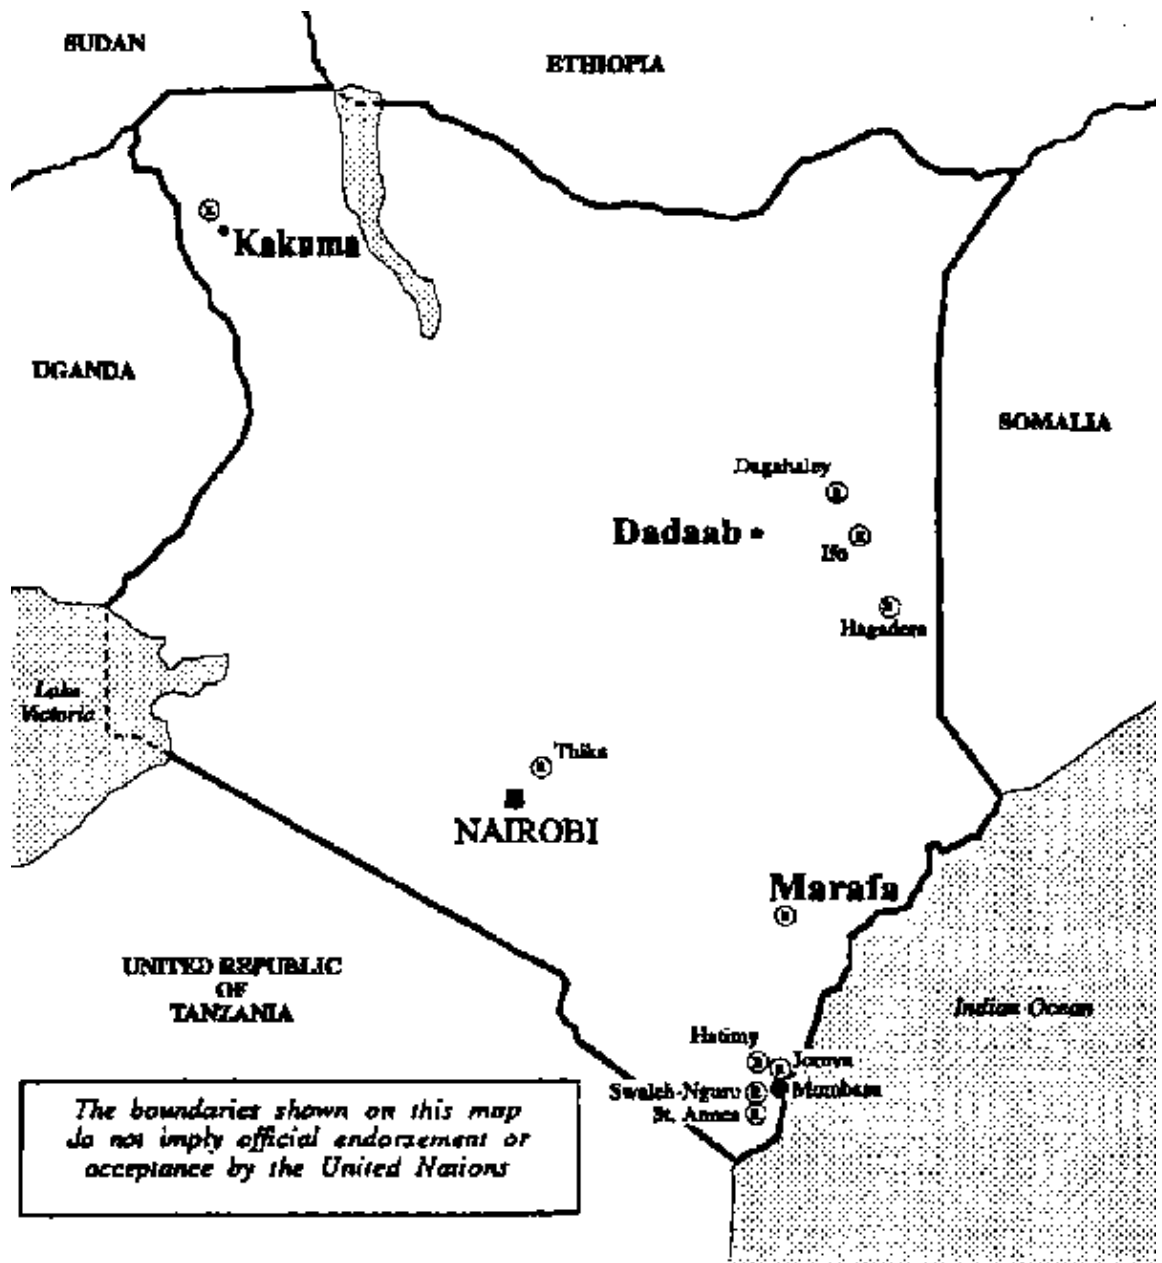 SUDAN
ETHIOPIA
Kakuma
UGANDA
SOMALIA
Dagahaley
Dadaab
Ifo
Hagadera
Lake
Victoria
Thika
NAIROBI
Marafa
UNITED REPUBLIC
OF
TANZANIA
Indian Ocean
Hatimy
Swaleh-Nguru
Mombasa
St. Annes
The boundaries shown on this map
do not imply official endorsement or
acceptance by the United Nations